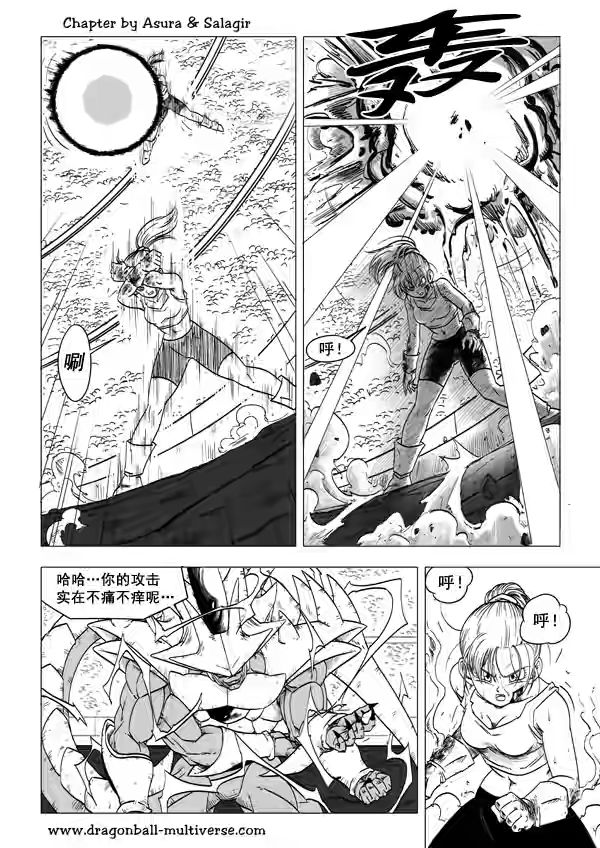 Chapter by Asura & Salagir
唰
轰
呼！
哈哈…你的攻击
实在不痛不痒呢…
呼！
呼！
www.dragonball-multiverse.com